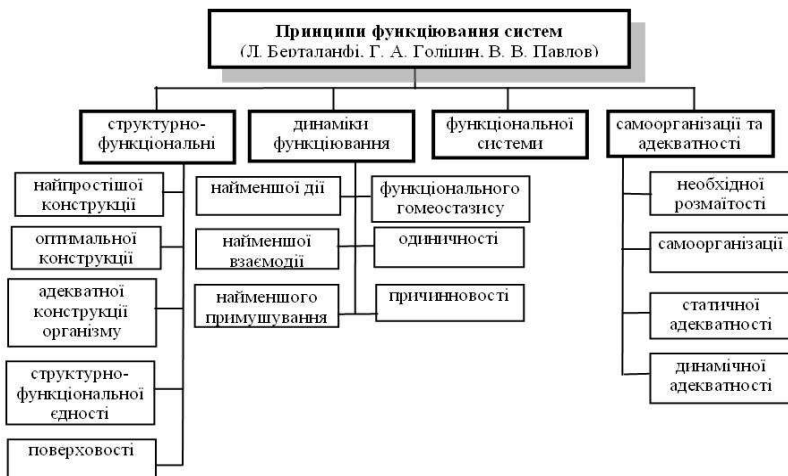 Принципи функціювання систем
(Л. Берталанфі, Г. А. Голіцин, В. В. Павлов)
структурно-
функціональні
динаміки
функціювання
функціональної
системи
самоорганізації та
адекватності
найпростішої
конструкції
оптимальної
конструкції
адекватної
конструкції
організму
структурно-
функціональної
єдності
поверховості
найменшої дії
найменшої
взаємодії
найменшого
примушування
функціонального
гомеостазису
одиничності
причинновості
необхідної
розмаїтості
самоорганізації
статичної
адекватності
динамічної
адекватності